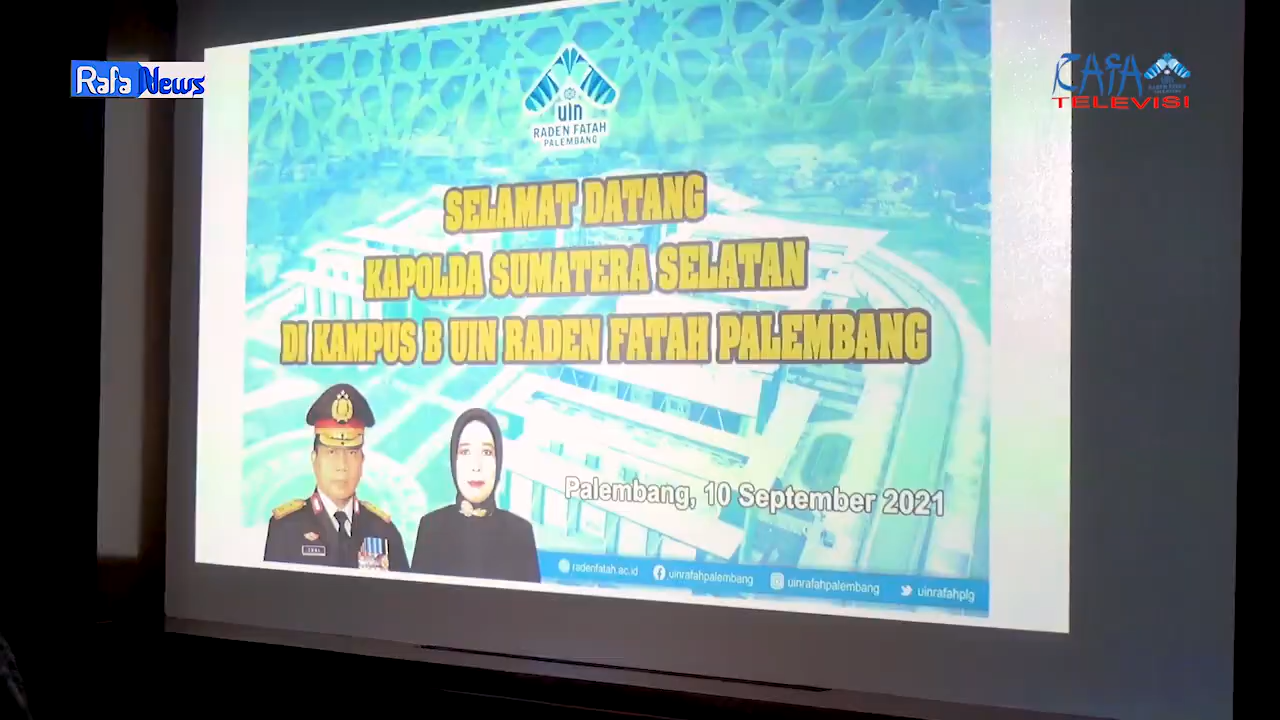 Rafa News
RAFA
TELEVISI
uin
RADEN FATAH
PALEMBANG
SELAMAT DATANG
KAPOLDA SUMATERA SELATAN
DI KAMPUS B UIN RADEN FATAH PALEMBANG
Palembang, 10 September 2021
radenfatah.ac.id uinrafahpalembang uinrafahpalembang uinrafahplg